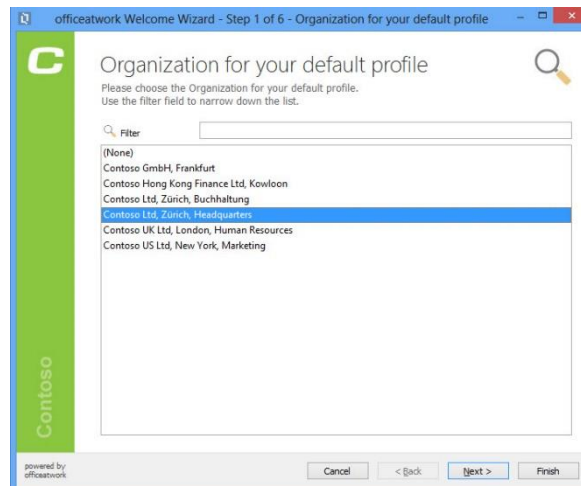 officeatwork Welcome Wizard - Step 1 of 6 - Organization for your default profile
C
Organization for your default profile
Please choose the Organization for your default profile.
Use the filter field to narrow down the list.
Filter
(None)
Contoso GmbH, Frankfurt
Contoso Hong Kong Finance Ltd, Kowloon
Contoso Ltd, Zürich, Buchhaltung
Contoso Ltd, Zürich, Headquarters
Contoso UK Ltd, London, Human Resources
Contoso US Ltd, New York, Marketing
Contoso
powered by
officeatwork
Cancel < Back Next > Finish